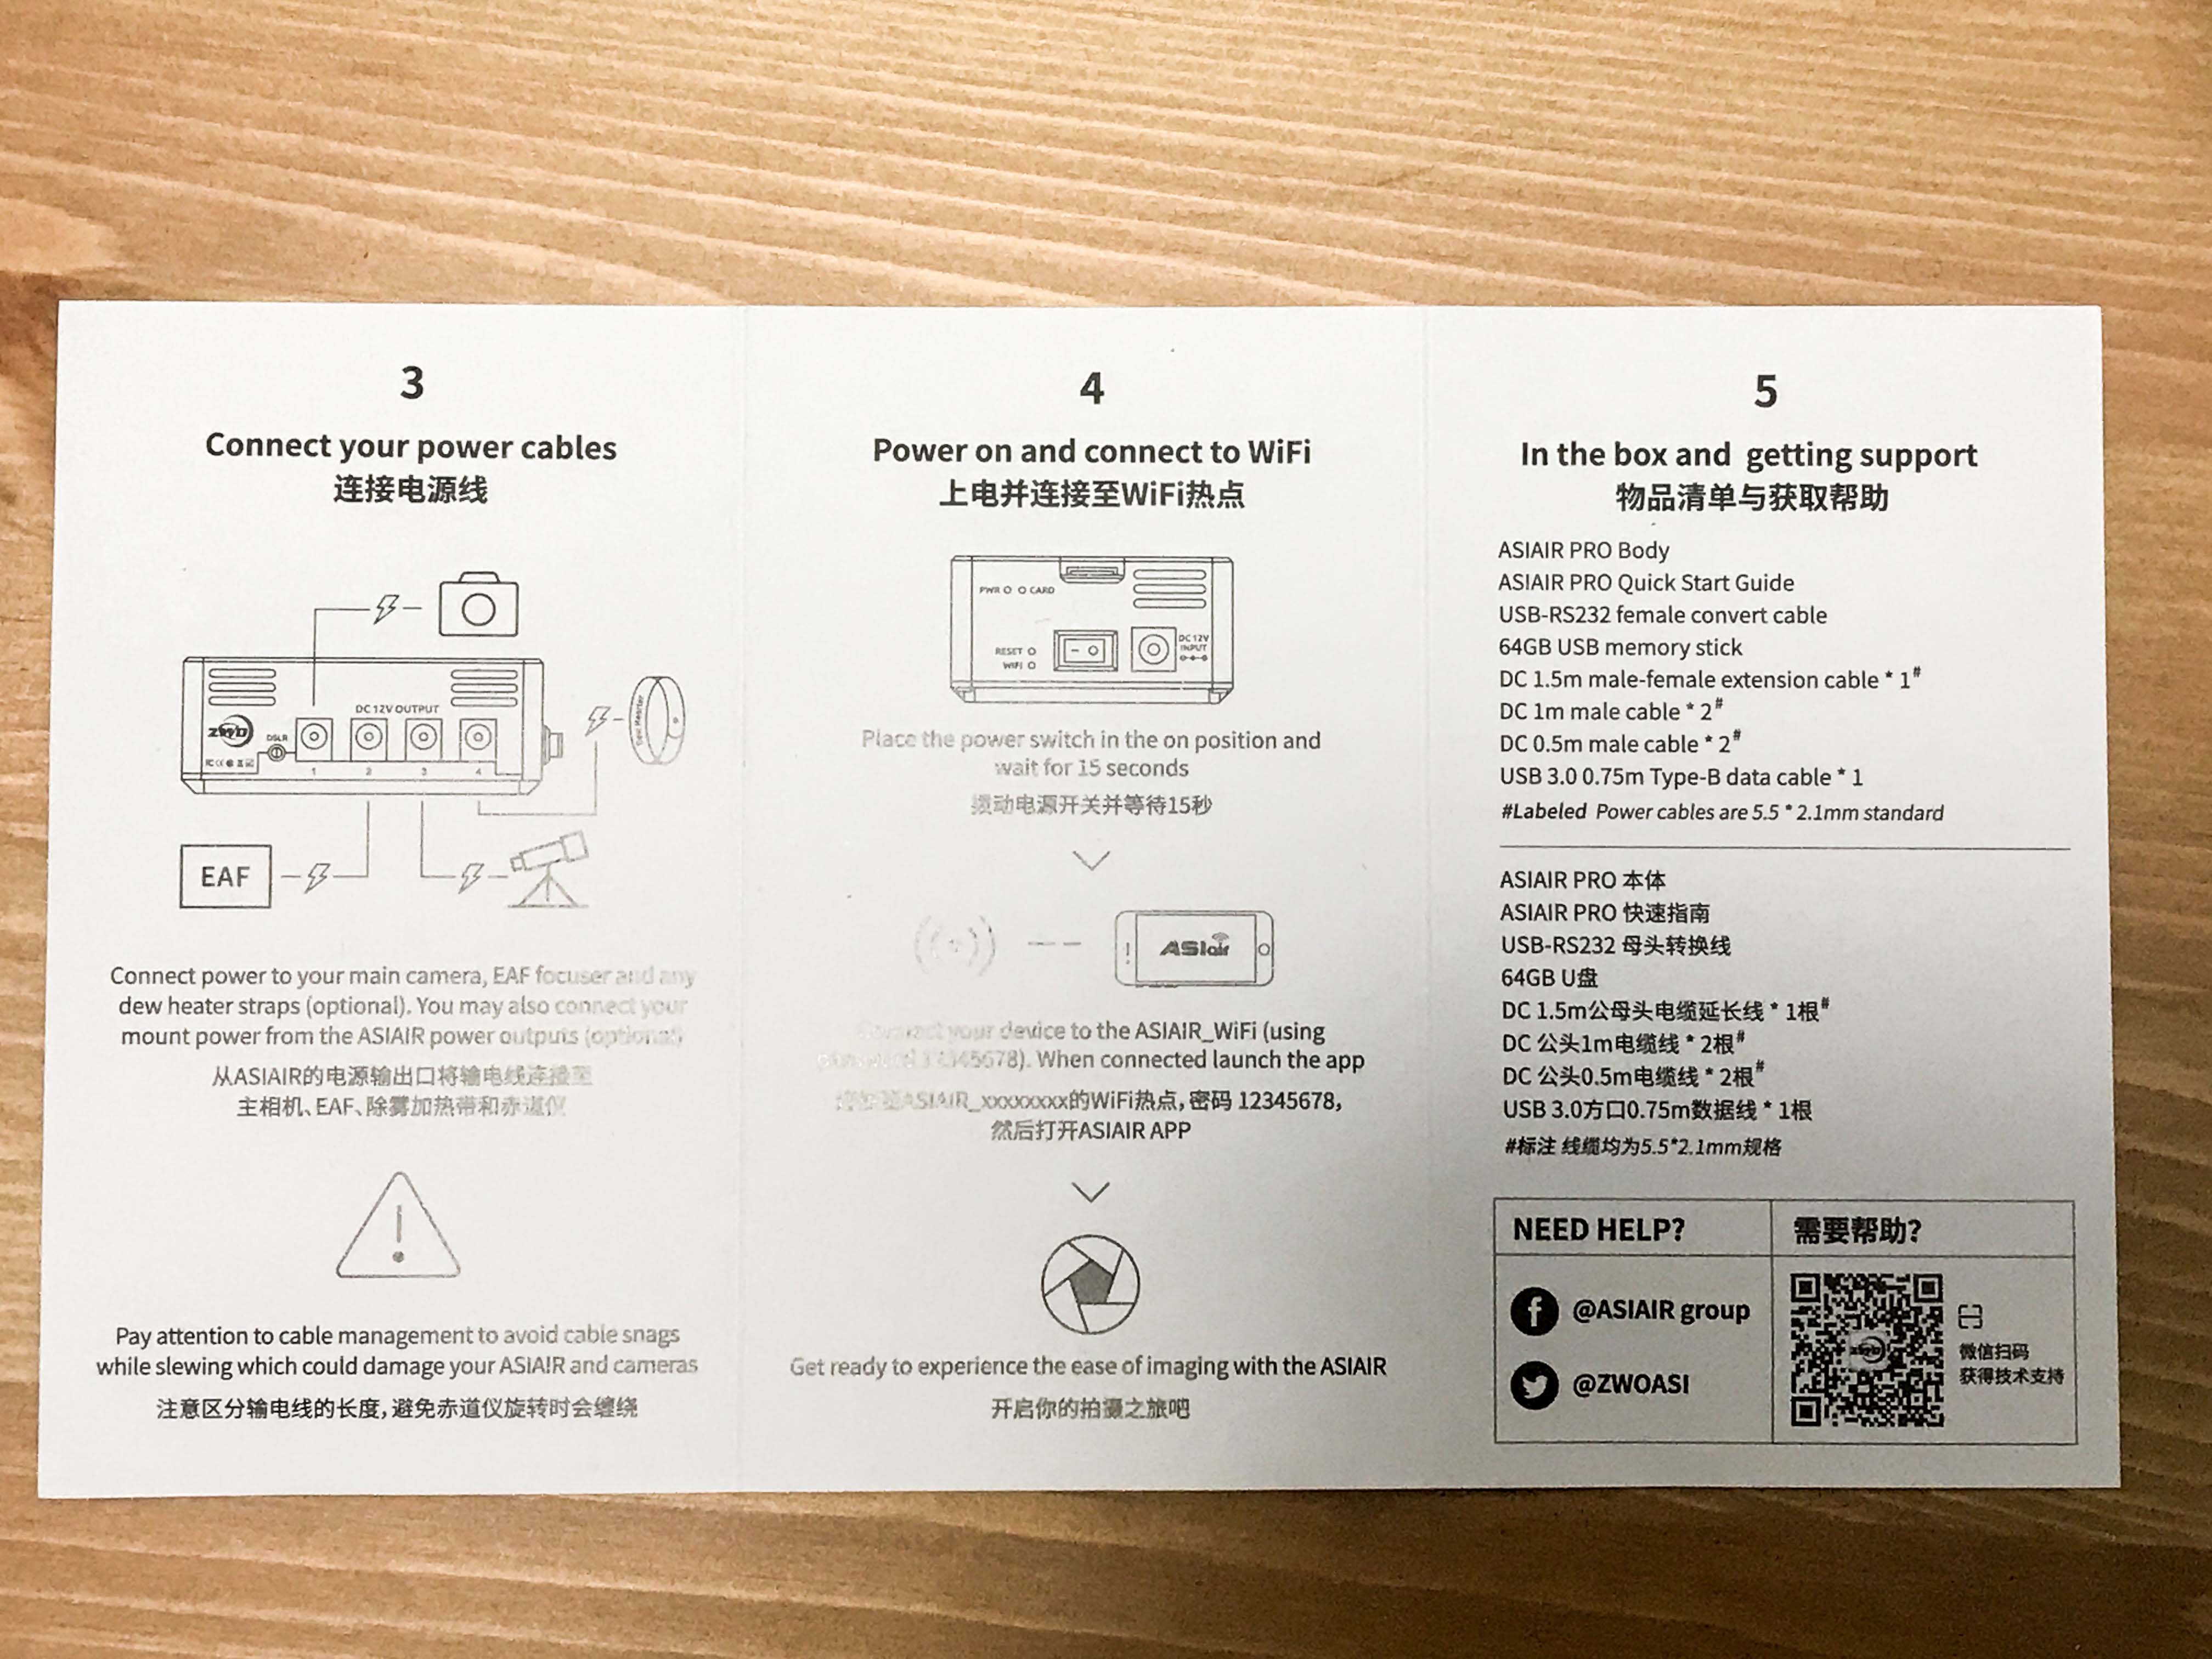 3
Connect your power cables
连接电源线
DC 12V OUTPUT
ZWO
DSLR
1 2 3 4
Dew Heater
EAF
Connect power to your main camera, EAF focuser and any
dew heater straps (optional). You may also connect your
mount power from the ASIAIR power outputs (optional)
从ASIAIR的电源输出口将输电线连接至
主相机、EAF、除雾加热带和赤道仪
Pay attention to cable management to avoid cable snags
while slewing which could damage your ASIAIR and cameras
注意区分输电线的长度,避免赤道仪旋转时会缠绕
4
Power on and connect to WiFi
上电并连接至WiFi热点
PWR CARD
RESET
WIFI
DC 12V
INPUT
Place the power switch in the on position and
wait for 15 seconds
拨动电源开关并等待15秒
ASIair
your device to the ASIAIR_WiFi (using
12345678). When connected launch the app
ASIAIR_xxxxxxxx的WiFi热点,密码 12345678,
然后打开ASIAIR APP
Get ready to experience the ease of imaging with the ASIAIR
开启你的拍摄之旅吧
5
In the box and getting support
物品清单与获取帮助
ASIAIR PRO Body
ASIAIR PRO Quick Start Guide
USB-RS232 female convert cable
64GB USB memory stick
DC 1.5m male-female extension cable * 1#
DC 1m male cable * 2#
DC 0.5m male cable * 2#
USB 3.0 0.75m Type-B data cable * 1
#Labeled Power cables are 5.5 * 2.1mm standard
ASIAIR PRO 本体
ASIAIR PRO 快速指南
USB-RS232 母头转换线
64GB U盘
DC 1.5m公母头电缆延长线 * 1根#
DC 公头1m电缆线 * 2根#
DC 公头0.5m电缆线 * 2根#
USB 3.0方口0.75m数据线 * 1根
#标注 线缆均为5.5*2.1mm规格
NEED HELP?
@ASIAIR group
@ZWOASI
需要帮助?
ZWO
微信扫码
获得技术支持